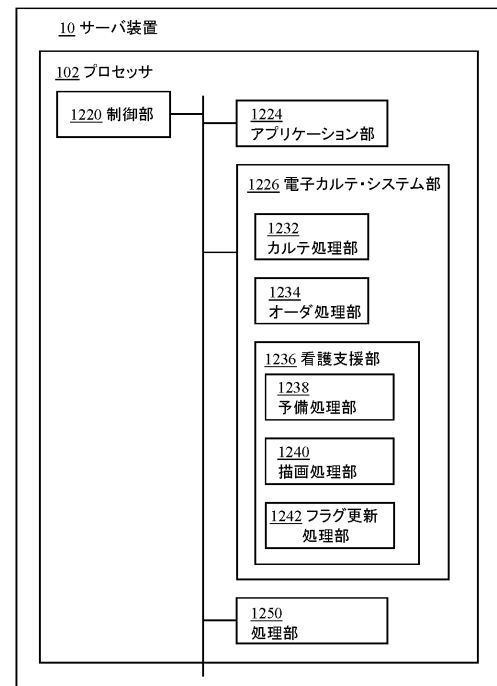 10 サーバ装置
102 プロセッサ
1220 制御部
1224
アプリケーション部
1226 電子カルテ・システム部
1232
カルテ処理部
1234
オーダ処理部
1236 看護支援部
1238
予備処理部
1240
描画処理部
1242 フラグ更新
処理部
1250
処理部